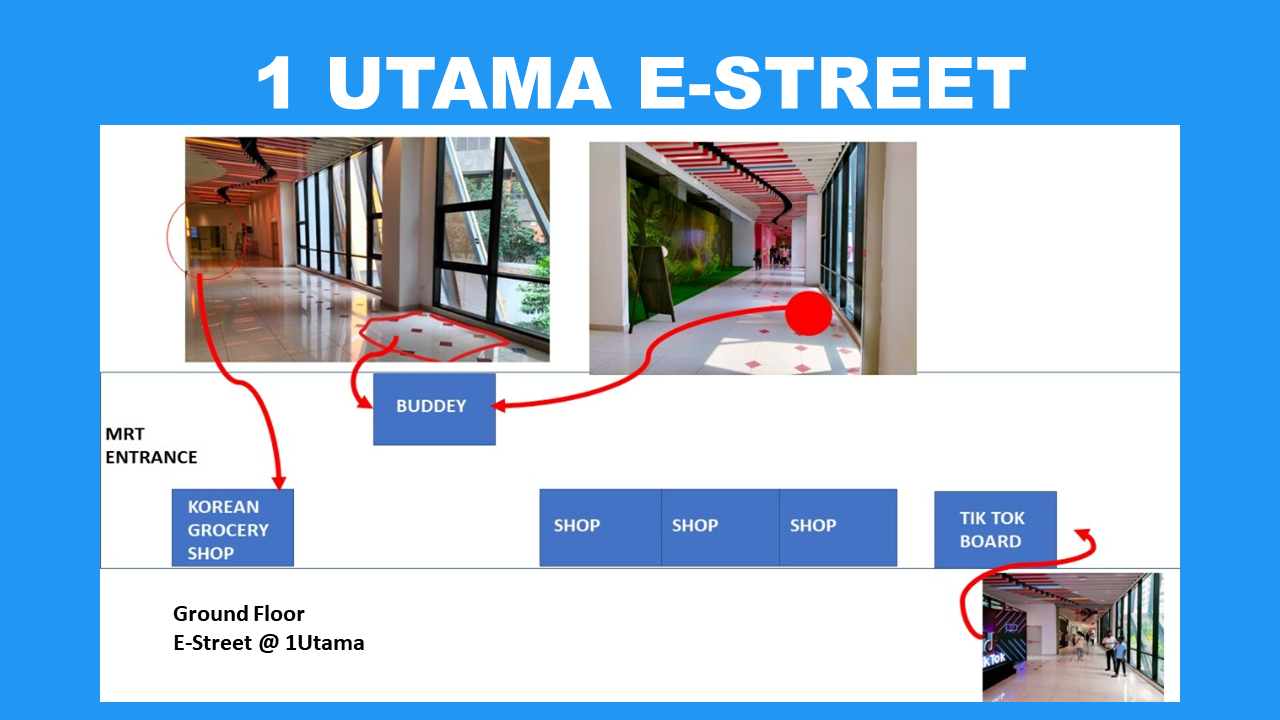 1 UTAMA E-STREET
BUDDEY
MRT
ENTRANCE
KOREAN
GROCERY
SHOP
SHOP
SHOP
SHOP
TIK TOK
BOARD
Ground Floor
E-Street @ 1Utama
kTok